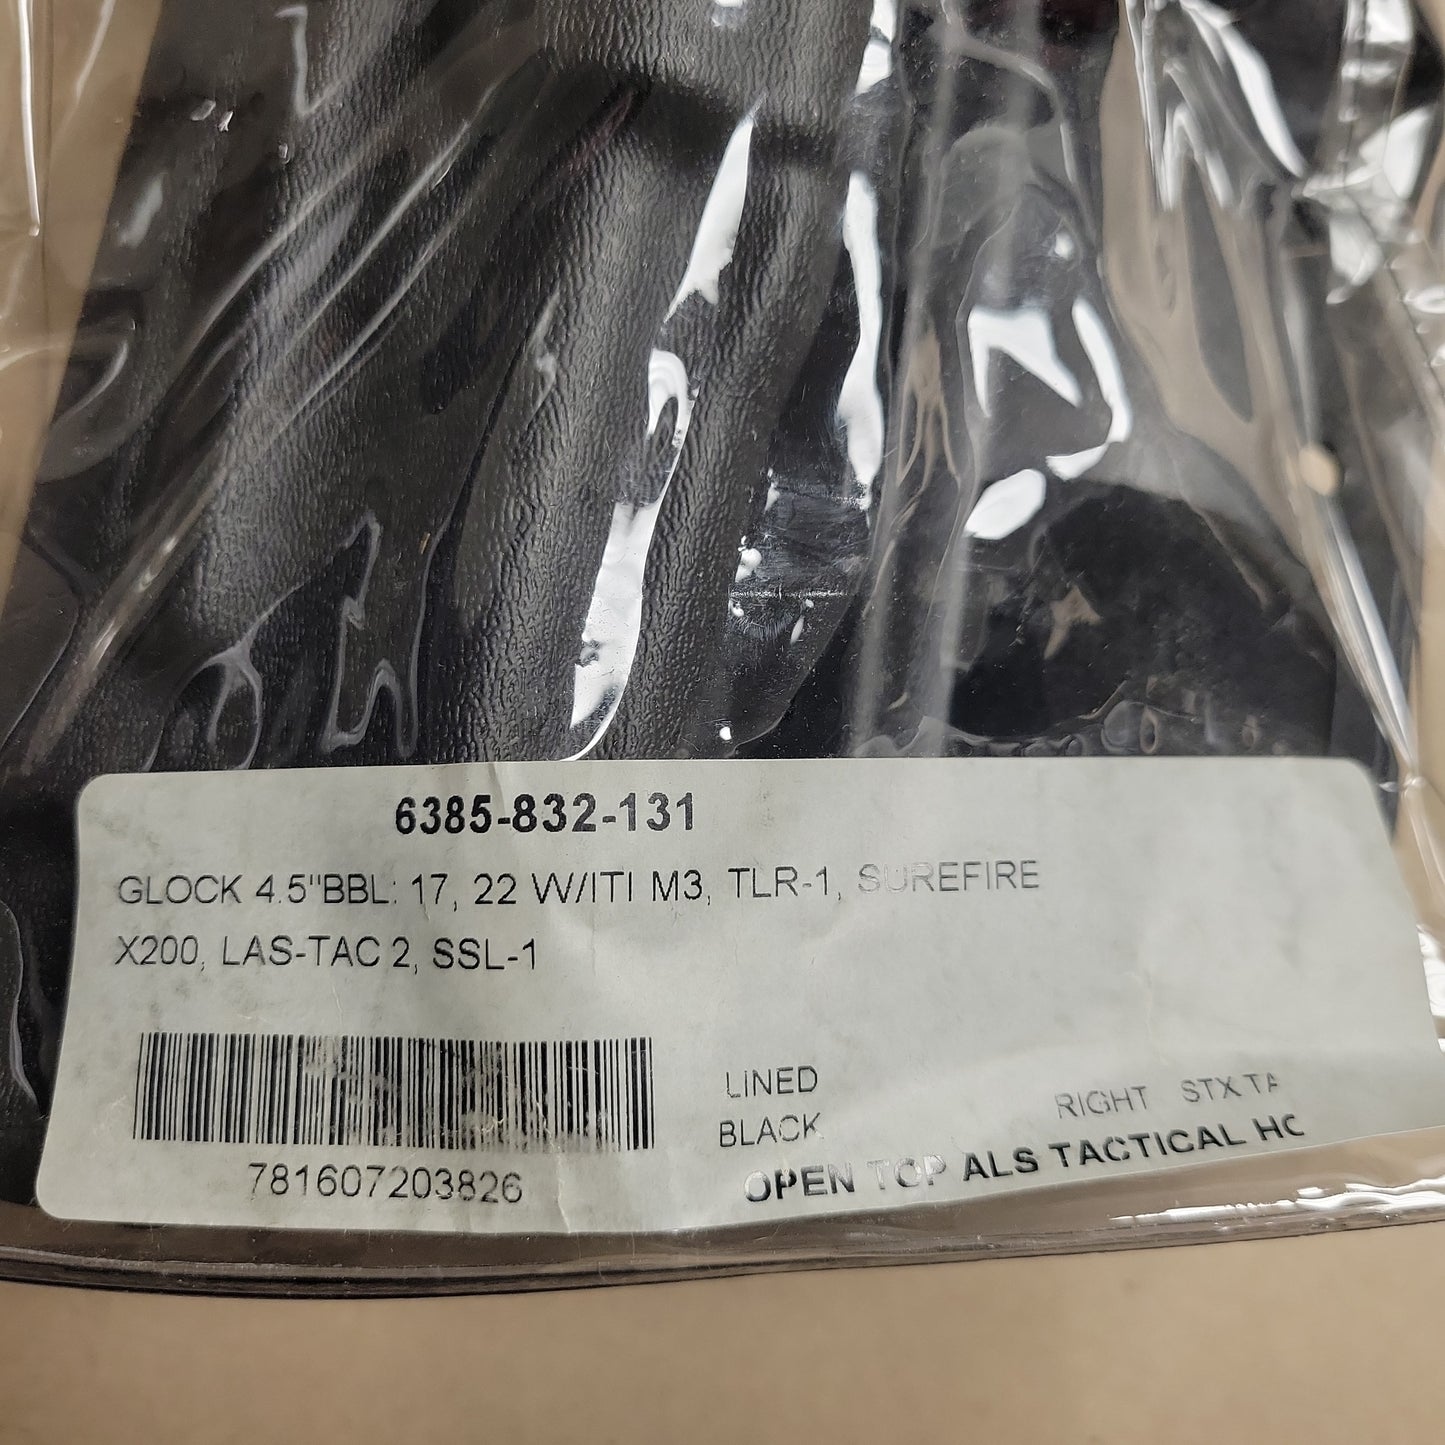 6385-832-131
GLOCK 4.5"BBL: 17, 22 W/ITI M3, TLR-1, SUREFIRE
X200, LAS-TAC 2, SSL-1
LINED RIGHT STX
BLACK
781607203826
OPEN TOP ALS TACTICAL